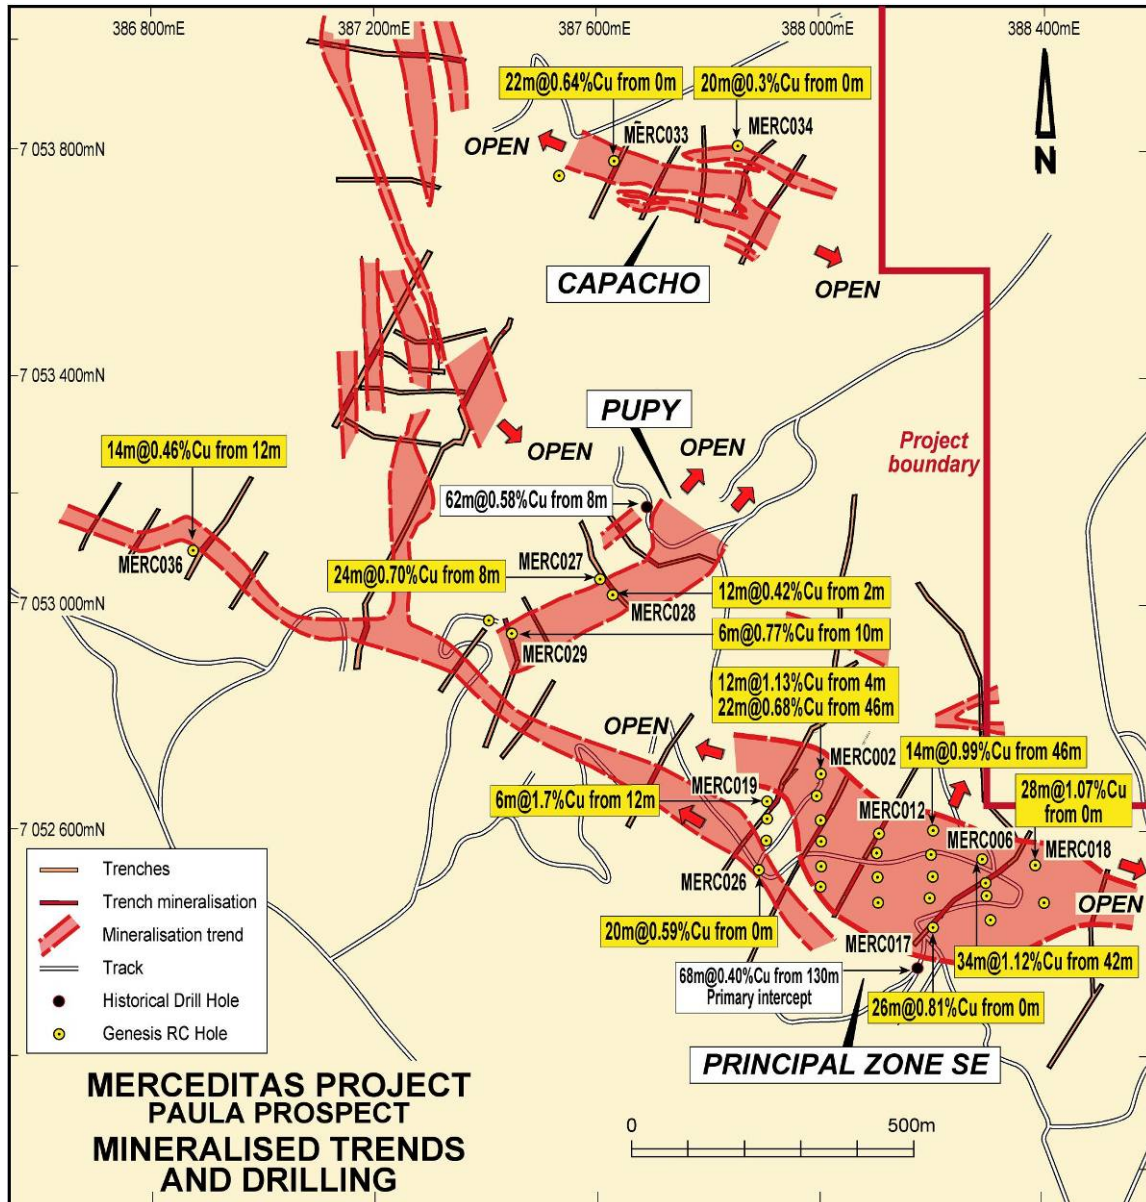 386 800mE
387 200mE
387 600mE
388 000mE
388 400mE
22m@0.64%Cu from 0m
20m@0.3%Cu from 0m
MERC033
MERC034
OPEN
N
7 053 800mN
CAPACHO
OPEN
7 053 400mN
PUPY
OPEN
OPEN
Project
boundary
14m@0.46%Cu from 12m
62m@0.58%Cu from 8m
MERC036
MERC027
24m@0.70%Cu from 8m
12m@0.42%Cu from 2m
7 053 000mN
MERC028
6m@0.77%Cu from 10m
MERC029
12m@1.13%Cu from 4m
22m@0.68%Cu from 46m
OPEN
MERC002
14m@0.99%Cu from 46m
MERC019
28m@1.07%Cu
from 0m
6m@1.7%Cu from 12m
MERC012
7 052 600mN
MERC006
MERC018
MERC026
OPEN
20m@0.59%Cu from 0m
MERC017
34m@1.12%Cu from 42m
68m@0.40%Cu from 130m
Primary intercept
26m@0.81%Cu from 0m
PRINCIPAL ZONE SE
Trenches
Trench mineralisation
Mineralisation trend
Track
Historical Drill Hole
Genesis RC Hole
MERCEDITAS PROJECT
PAULA PROSPECT
MINERALISED TRENDS
AND DRILLING
0
500m